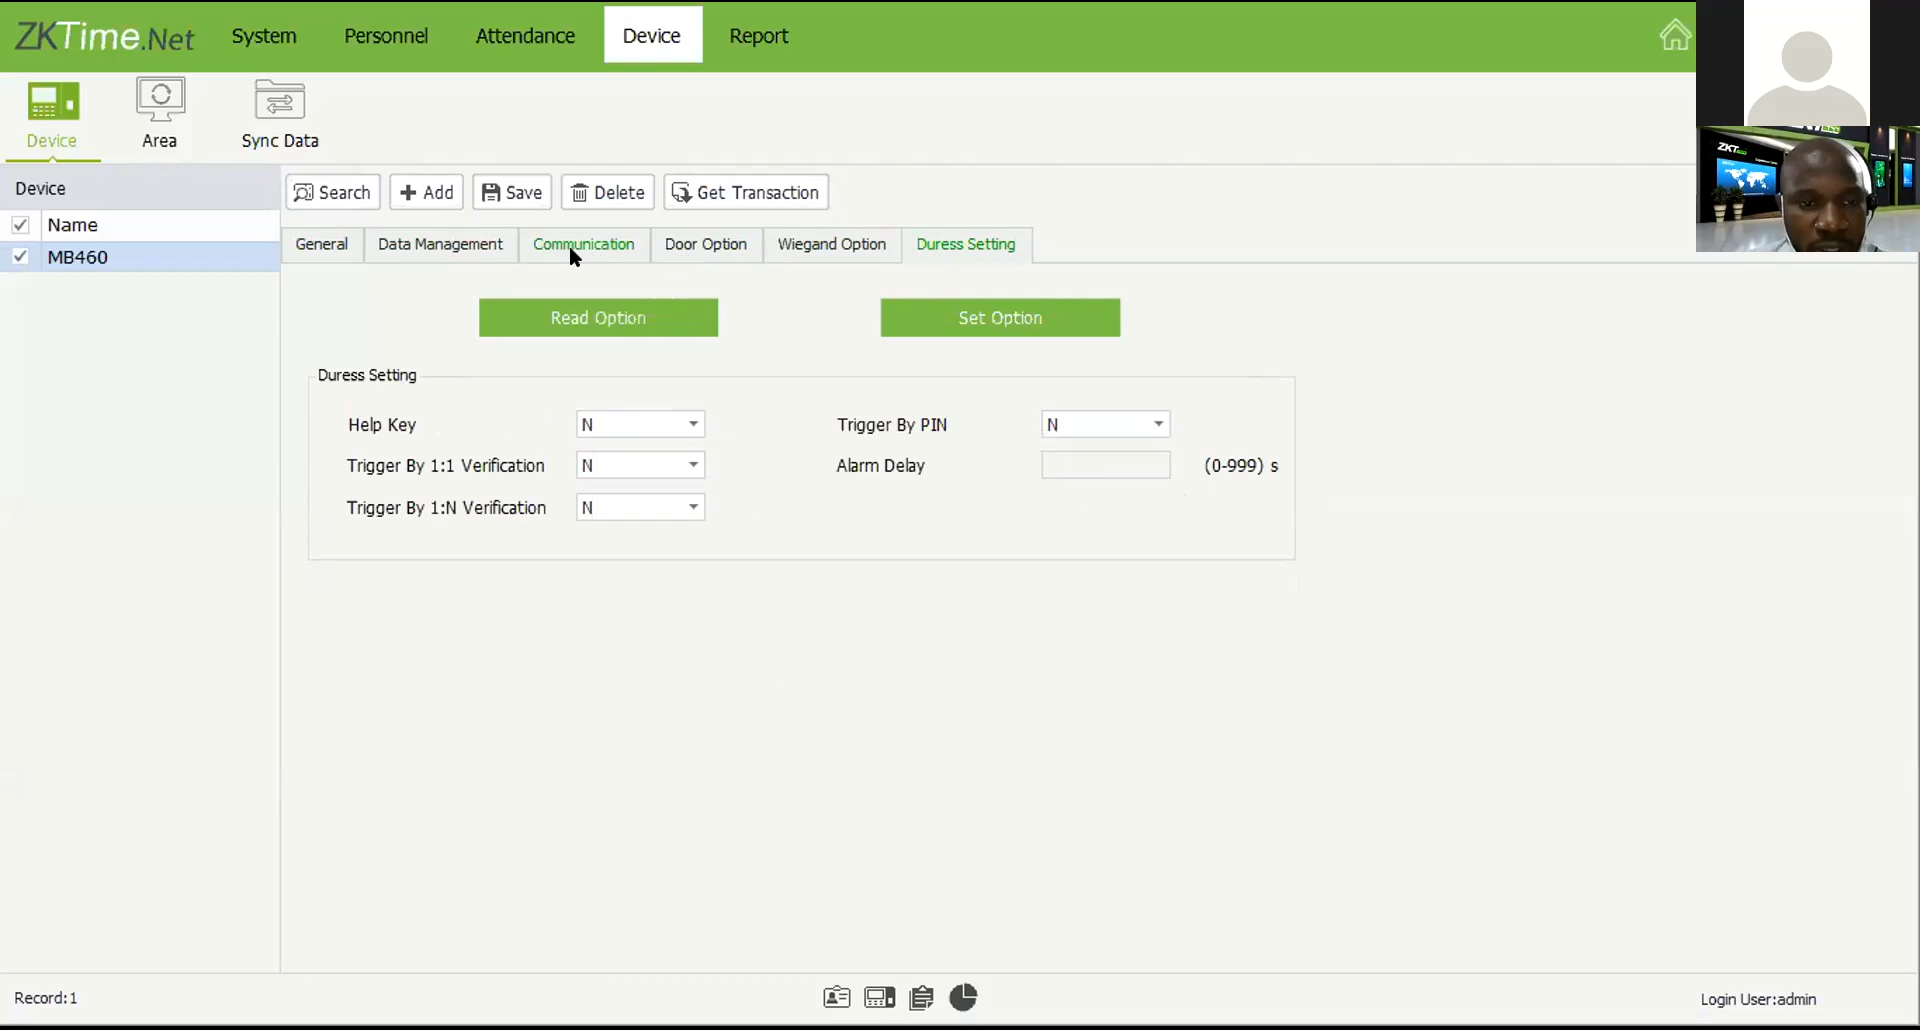 ZKTime.Net System Personnel Attendance Device Report
Device Area Sync Data
Device
Search Add Save Delete Get Transaction
Name
General Data Management Communication Door Option Wiegand Option Duress Setting
MB460
Read Option Set Option
Duress Setting
Help Key N Trigger By PIN N
Trigger By 1:1 Verification N Alarm Delay (0-999) s
Trigger By 1:N Verification N
Record:1
Login User:admin